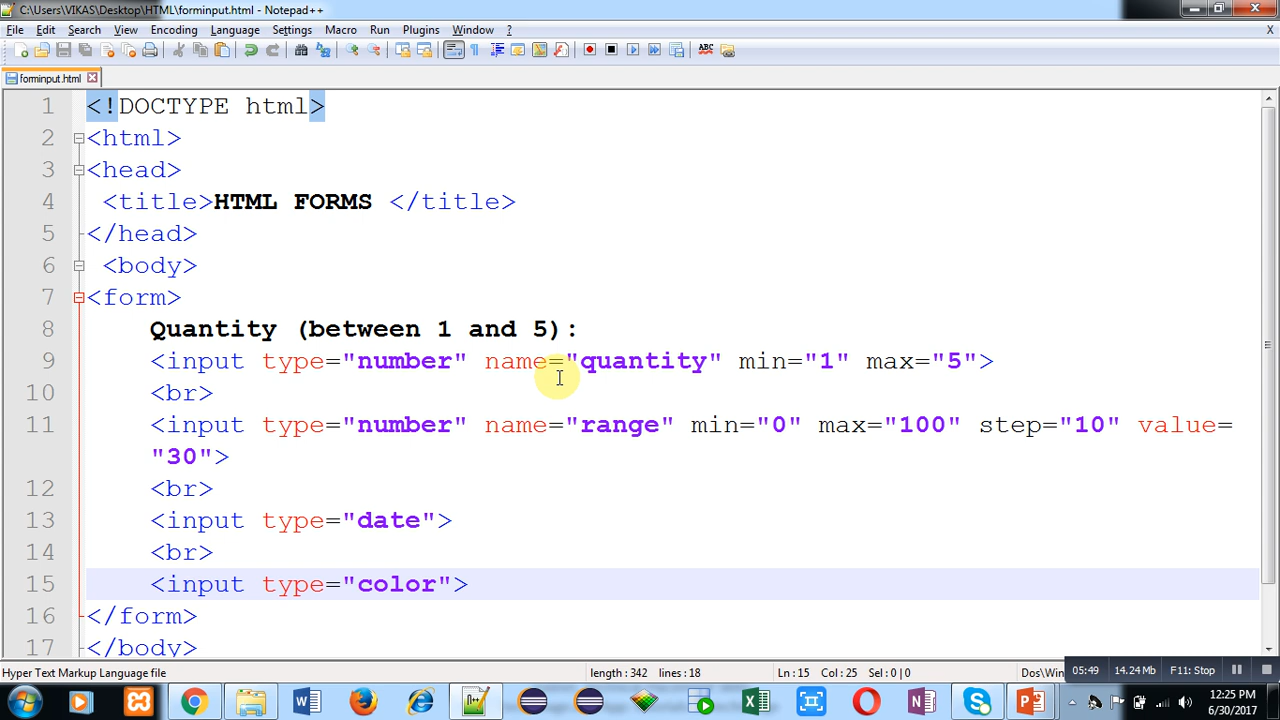 C:\Users\VIKAS\Desktop\HTML\forminput.html - Notepad++
File Edit Search View Encoding Language Settings Macro Run Plugins Window ? X
forminput.html
1 <!DOCTYPE html>
2 <html>
3 <head>
4 <title>HTML FORMS </title>
5 </head>
6 <body>
7 <form>
8 Quantity (between 1 and 5):
9 <input type="number" name="quantity" min="1" max="5">
10 <br>
11 <input type="number" name="range" min="0" max="100" step="10" value=
"30">
12 <br>
13 <input type="date">
14 <br>
15 <input type="color">
16 </form>
17 </body>
Hyper Text Markup Language file length : 342 lines : 18 Ln : 15 Col : 25 Sel : 0 | 0 Dos\Win
05:49 14.24 Mb F11: Stop
12:25 PM
6/30/2017